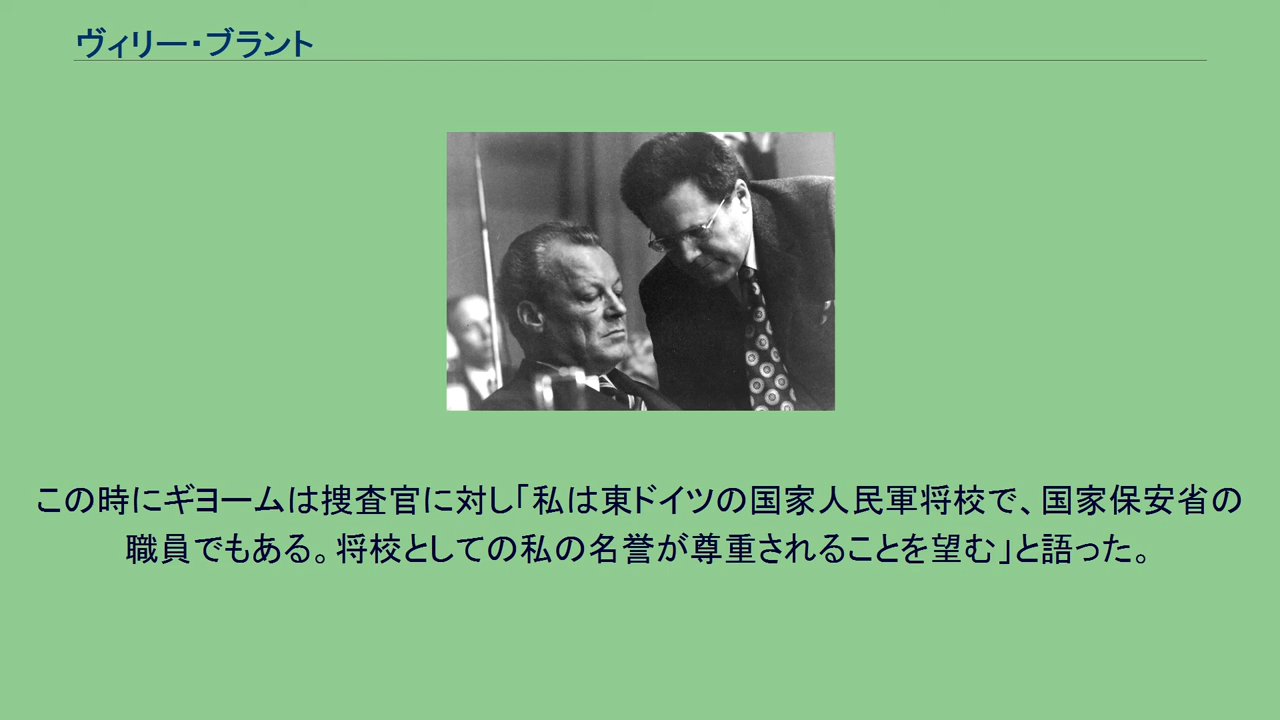 ヴィリー・ブラント
この時にギヨームは捜査官に対し「私は東ドイツの国家人民軍将校で、国家保安省の
職員でもある。将校としての私の名誉が尊重されることを望む」と語った。